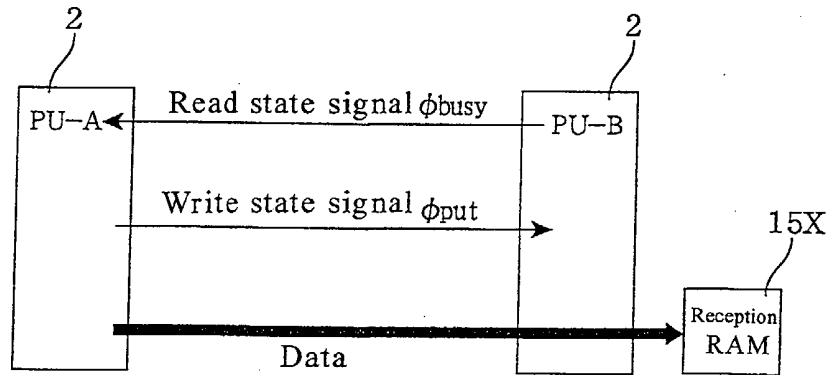 2
2
Read state signal φbusy
PU-A
PU-B
Write state signal φput
15X
Reception
RAM
Data